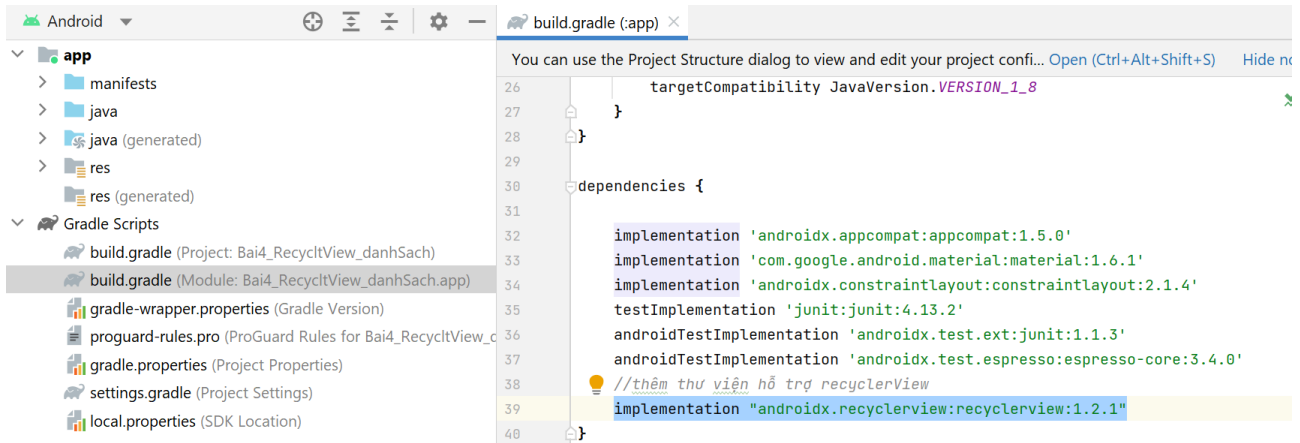 Android
app
manifests
java
java (generated)
res
res (generated)
Gradle Scripts
build.gradle (Project: Bai4_RecycltView_danhSach)
build.gradle (Module: Bai4_RecycltView_danhSach.app)
gradle-wrapper.properties (Gradle Version)
proguard-rules.pro (ProGuard Rules for Bai4_RecycltView_d
gradle.properties (Project Properties)
settings.gradle (Project Settings)
local.properties (SDK Location)
build.gradle (:app)
You can use the Project Structure dialog to view and edit your project confi... Open (Ctrl+Alt+Shift+S) Hide no
26 targetCompatibility JavaVersion.VERSION_1_8
27 }
28 }
29
30 dependencies {
31
32 implementation 'androidx.appcompat:appcompat:1.5.0'
33 implementation 'com.google.android.material:material:1.6.1'
34 implementation 'androidx.constraintlayout:constraintlayout:2.1.4'
35 testImplementation 'junit:junit:4.13.2'
36 androidTestImplementation 'androidx.test.ext:junit:1.1.3'
37 androidTestImplementation 'androidx.test.espresso:espresso-core:3.4.0'
38 //thêm thư viện hỗ trợ recyclerView
39 implementation "androidx.recyclerview:recyclerview:1.2.1"
40 }